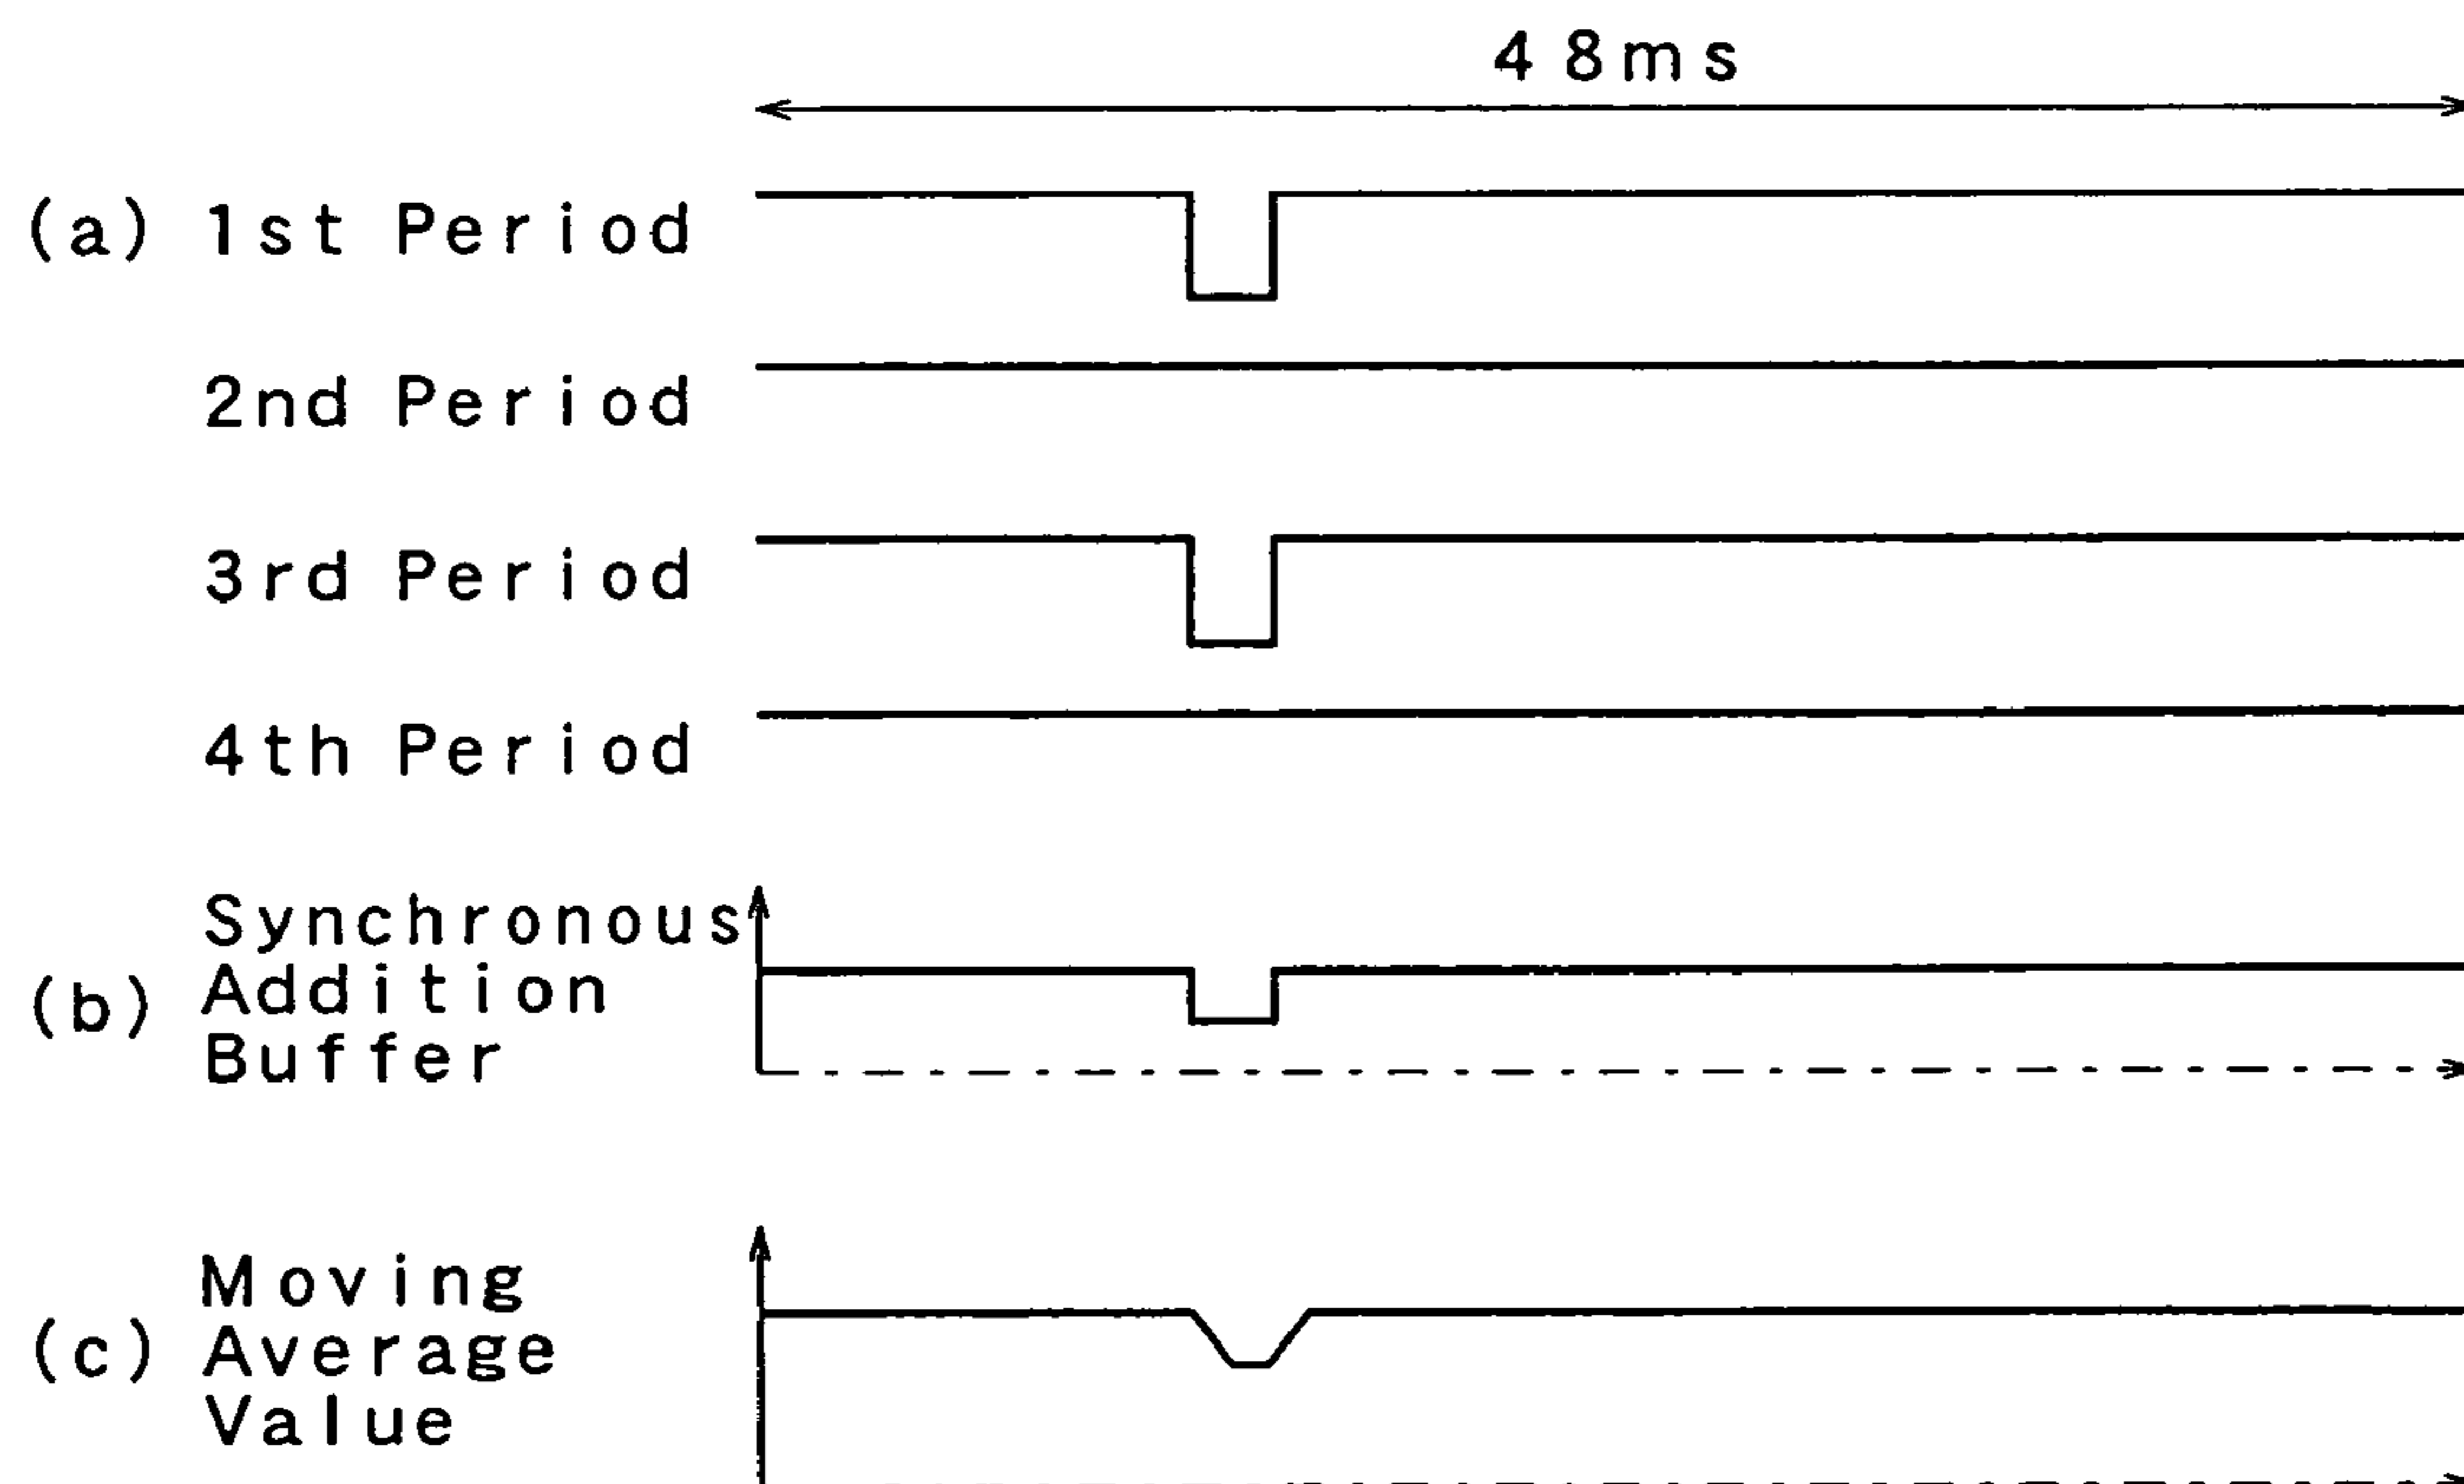 48ms
(a) 1st Period
2nd Period
3rd Period
4th Period
Synchronous
(b) Addition
Buffer
Moving
(c) Average
Value